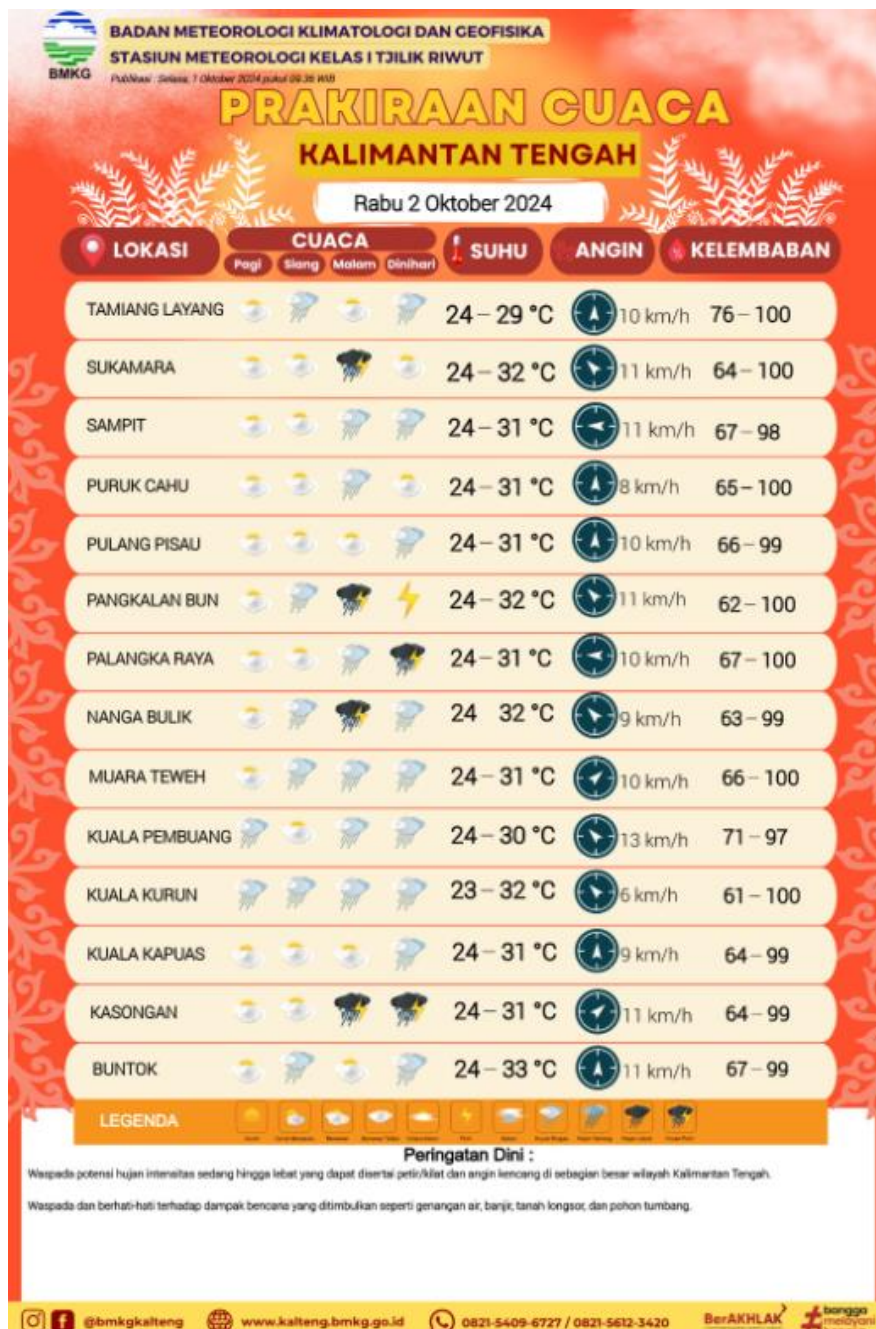 BADAN METEOROLOGI KLIMATOLOGI DAN GEOFISIKA
STASIUN METEOROLOGI KELAS I TJILIK RIWUT
BMKG
Publikasi : Selasa, 1 Oktober 2024 pukul 09.36 WIB
PRAKIRAAN CUACA
KALIMANTAN TENGAH
Rabu 2 Oktober 2024
LOKASI CUACA SUHU ANGIN KELEMBABAN
Pagi Siang Malam Dinihari
TAMIANG LAYANG 24 – 29 °C 10 km/h 76 – 100
SUKAMARA 24 – 32 °C 11 km/h 64 – 100
SAMPIT 24 – 31 °C 11 km/h 67 – 98
PURUK CAHU 24 – 31 °C 8 km/h 65 – 100
PULANG PISAU 24 – 31 °C 10 km/h 66 – 99
PANGKALAN BUN 24 – 32 °C 11 km/h 62 – 100
PALANGKA RAYA 24 – 31 °C 10 km/h 67 – 100
NANGA BULIK 24 32 °C 9 km/h 63 – 99
MUARA TEWEH 24 – 31 °C 10 km/h 66 – 100
KUALA PEMBUANG 24 – 30 °C 13 km/h 71 – 97
KUALA KURUN 23 – 32 °C 6 km/h 61 – 100
KUALA KAPUAS 24 – 31 °C 9 km/h 64 – 99
KASONGAN 24 – 31 °C 11 km/h 64 – 99
BUNTOK 24 – 33 °C 11 km/h 67 – 99
LEGENDA
Peringatan Dini :
Waspada potensi hujan intensitas sedang hingga lebat yang dapat disertai petir/kilat dan angin kencang di sebagian besar wilayah Kalimantan Tengah.
Waspada dan berhati-hati terhadap dampak bencana yang ditimbulkan seperti genangan air, banjir, tanah longsor, dan pohon tumbang.
@bmkgkalteng www.kalteng.bmkg.go.id 0821-5409-6727 / 0821-5612-3420 BerAKHLAK bangga melayani